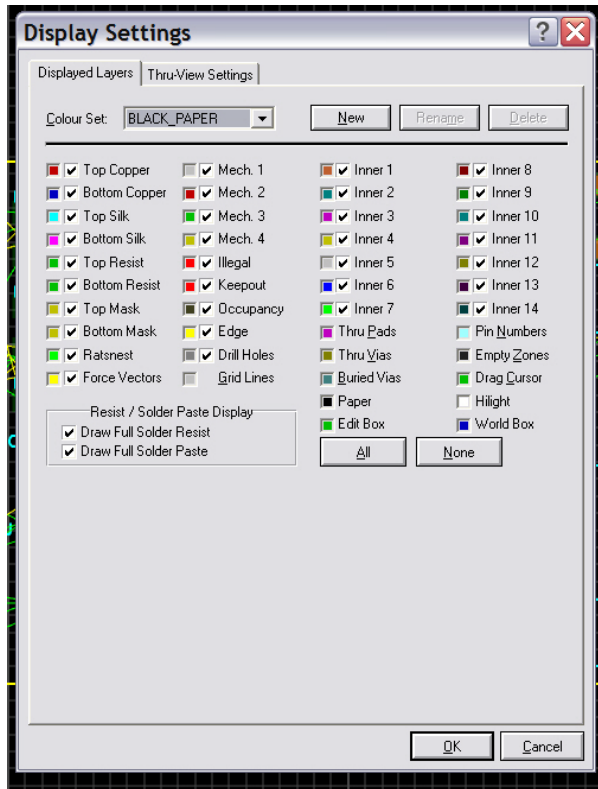 Display Settings
Displayed Layers Thru-View Settings
Colour Set: BLACK_PAPER New Rename Delete
Top Copper Mech. 1 Inner 1 Inner 8
Bottom Copper Mech. 2 Inner 2 Inner 9
Top Silk Mech. 3 Inner 3 Inner 10
Bottom Silk Mech. 4 Inner 4 Inner 11
Top Resist Illegal Inner 5 Inner 12
Bottom Resist Keepout Inner 6 Inner 13
Top Mask Occupancy Inner 7 Inner 14
Bottom Mask Edge Thru Pads Pin Numbers
Ratsnest Drill Holes Thru Vias Empty Zones
Force Vectors Grid Lines Buried Vias Drag Cursor
Paper Hilight
Resist / Solder Paste Display
Edit Box World Box
Draw Full Solder Resist
Draw Full Solder Paste
All None
OK Cancel